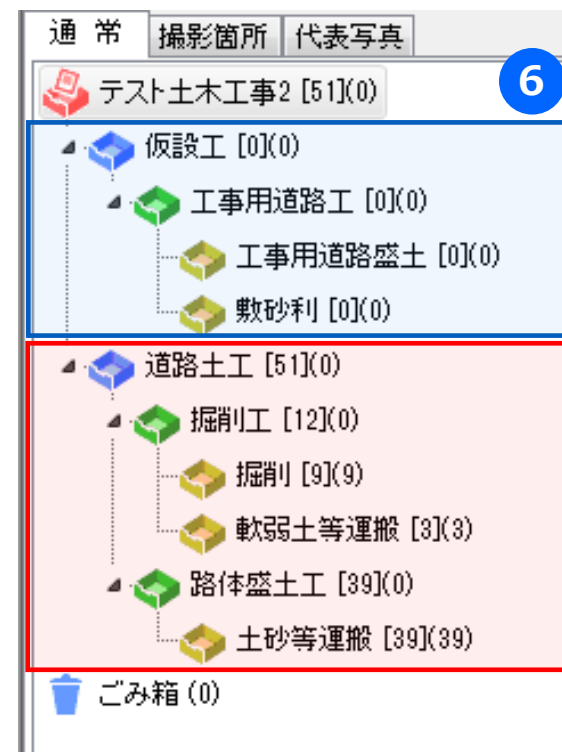 通 常 撮影箇所 代表写真
6
テスト土木工事2 [51](0)
仮設工 [0](0)
工事用道路工 [0](0)
工事用道路盛土 [0](0)
敷砂利 [0](0)
道路土工 [51](0)
掘削工 [12](0)
掘削 [9](9)
軟弱土等運搬 [3](3)
路体盛土工 [39](0)
土砂等運搬 [39](39)
ごみ箱 (0)